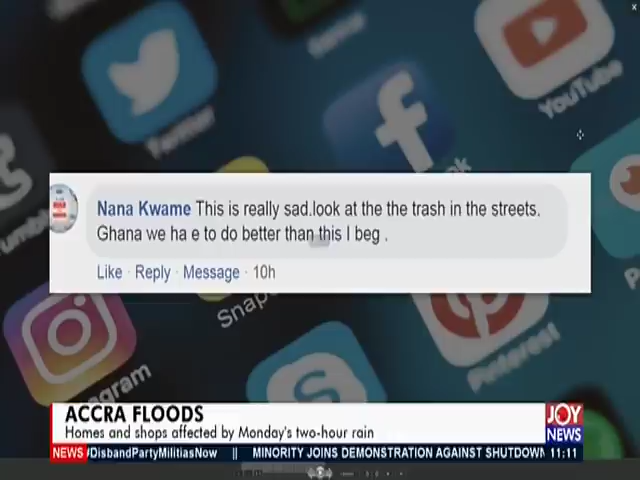 Twitter
YouTube
Nana Kwame This is really sad.look at the the trash in the streets.
Ghana we ha e to do better than this I beg .
Like · Reply · Message · 10h
Snap
Pinterest
gram
ACCRA FLOODS
Homes and shops affected by Monday's two-hour rain
JOY
NEWS
NEWS /DisbandPartyMilitiasNow || MINORITY JOINS DEMONSTRATION AGAINST SHUTDOWN 11:11